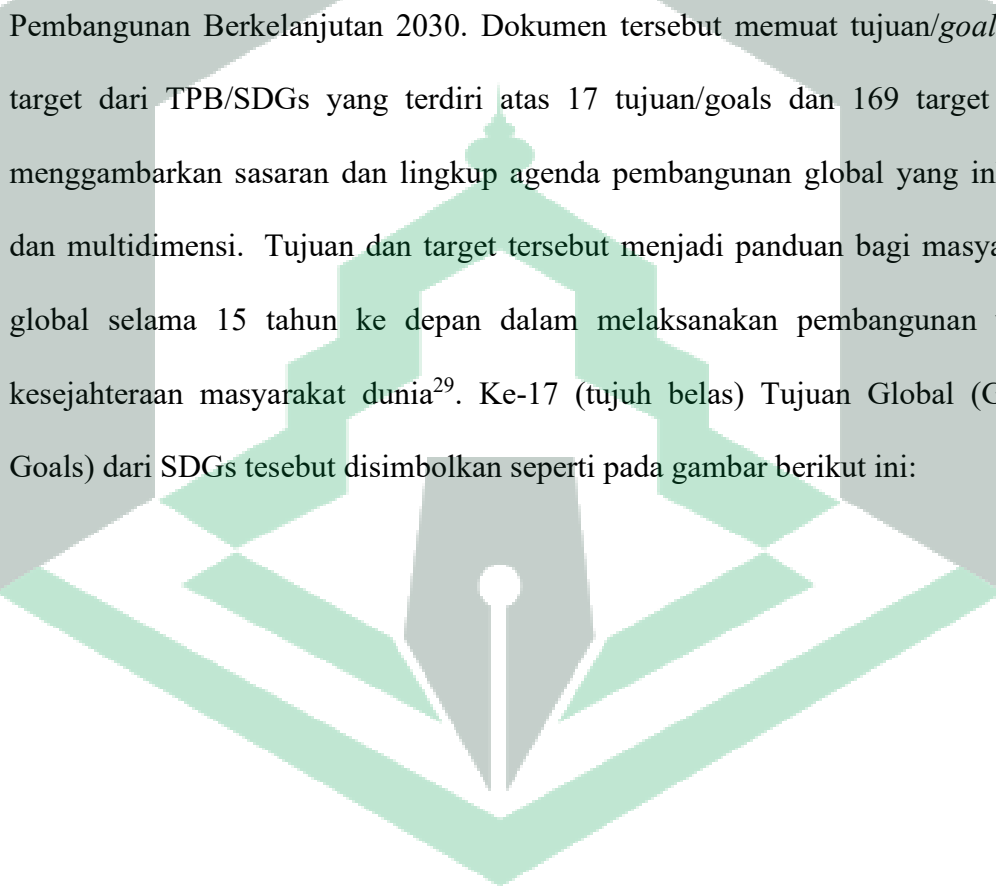 Pembangunan Berkelanjutan 2030. Dokumen tersebut memuat tujuan/goal
target dari TPB/SDGs yang terdiri atas 17 tujuan/goals dan 169 target
menggambarkan sasaran dan lingkup agenda pembangunan global yang in
dan multidimensi. Tujuan dan target tersebut menjadi panduan bagi masya
global selama 15 tahun ke depan dalam melaksanakan pembangunan
kesejahteraan masyarakat dunia29. Ke-17 (tujuh belas) Tujuan Global (G
Goals) dari SDGs tesebut disimbolkan seperti pada gambar berikut ini: